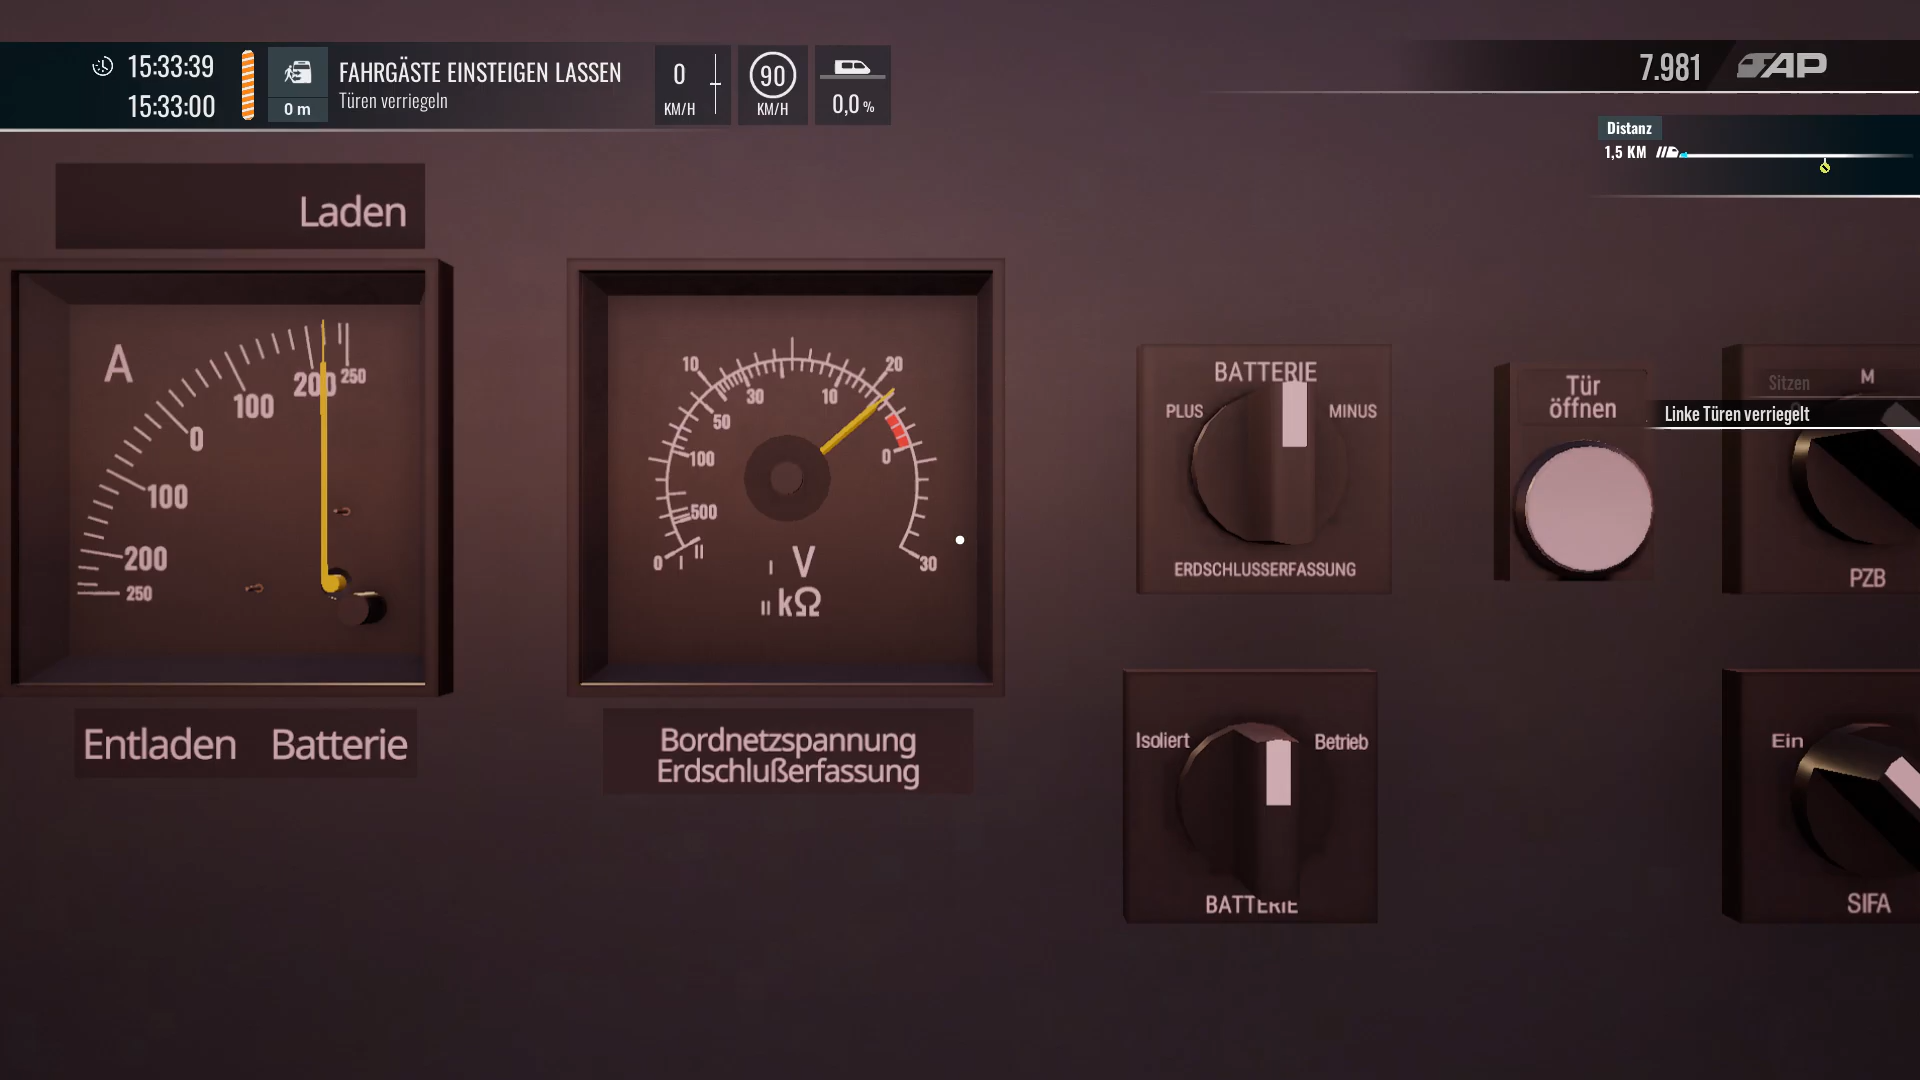 15:33:39
15:33:00
0 m
FAHRGÄSTE EINSTEIGEN LASSEN
Türen verriegeln
0
KM/H
90
KM/H
0,0 %
7.981
AP
Distanz
1,5 KM
Laden
A
250
200
100
0
100
200
250
Entladen Batterie
10
20
30
10
50
100
0
500
0
I
II
30
I V
II kΩ
Bordnetzspannung
Erdschlußerfassung
BATTERIE
PLUS
MINUS
ERDSCHLUSSERFASSUNG
Isoliert
Betrieb
BATTERIE
Tür
öffnen
Sitzen
M
Linke Türen verriegelt
PZB
Ein
SIFA